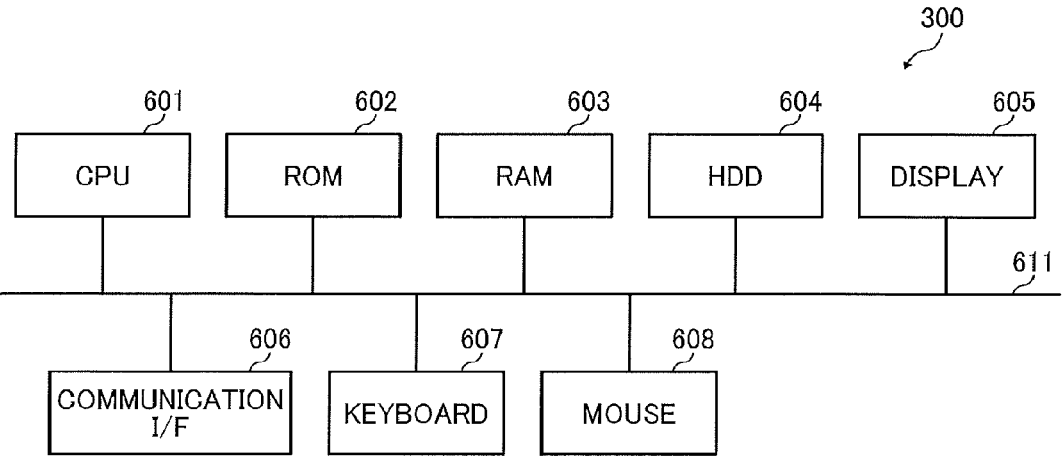 300
601
602
603
604
605
CPU
ROM
RAM
HDD
DISPLAY
611
606
607
608
COMMUNICATION
I/F
KEYBOARD
MOUSE